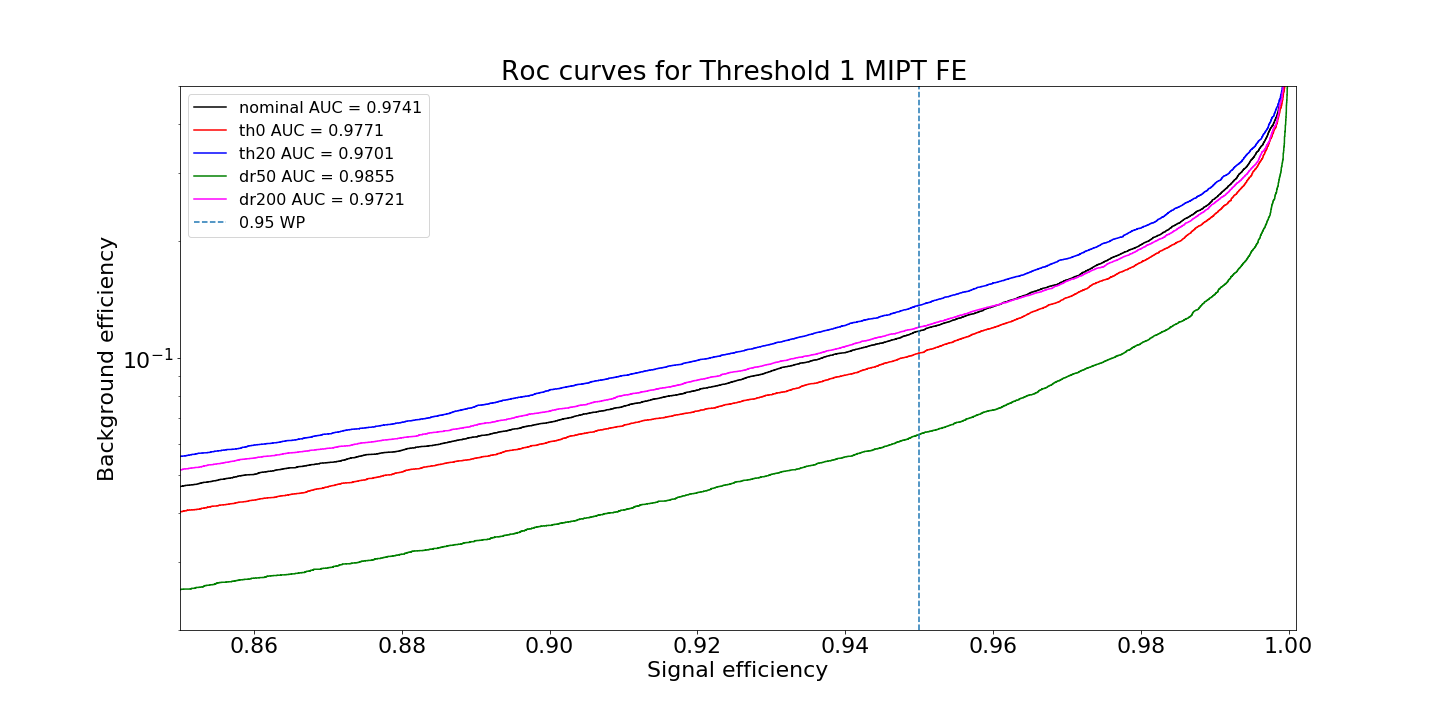 Roc curves for Threshold 1 MIPT FE
nominal AUC = 0.9741
th0 AUC = 0.9771
th20 AUC = 0.9701
dr50 AUC = 0.9855
dr200 AUC = 0.9721
0.95 WP
Background efficiency
10⁻¹
0.86 0.88 0.90 0.92 0.94 0.96 0.98 1.00
Signal efficiency